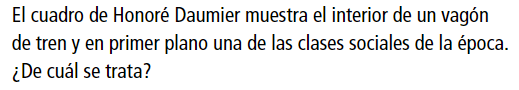 El cuadro de Honoré Daumier muestra el interior de un vagón
de tren y en primer plano una de las clases sociales de la época.
¿De cuál se trata?